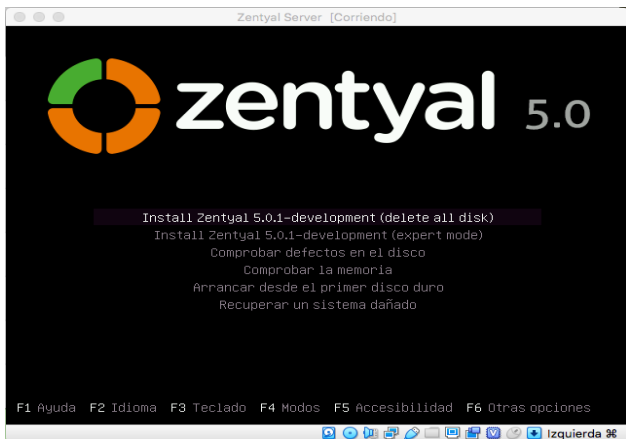 Zentyal Server [Corriendo]
zentyal 5.0
Install Zentyal 5.0.1-development (delete all disk)
Install Zentyal 5.0.1-development (expert mode)
Comprobar defectos en el disco
Comprobar la memoria
Arrancar desde el primer disco duro
Recuperar un sistema dañado
F1 Ayuda F2 Idioma F3 Teclado F4 Modos F5 Accesibilidad F6 Otras opciones
Izquierda ⌘